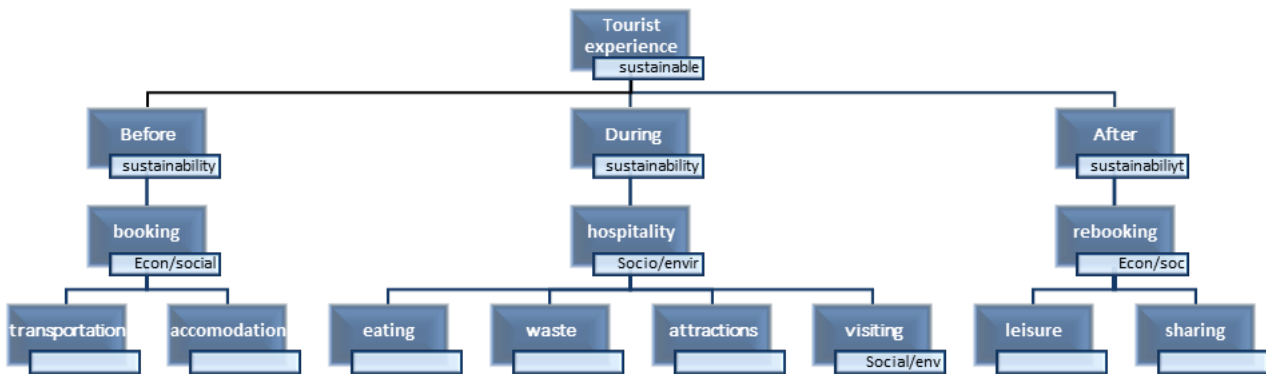 Tourist
experience
sustainable
Before
sustainability
During
sustainability
After
sustainabiliyt
booking
Econ/social
hospitality
Socio/envir
rebooking
Econ/soc
transportation
accomodation
eating
waste
attractions
visiting
Social/env
leisure
sharing